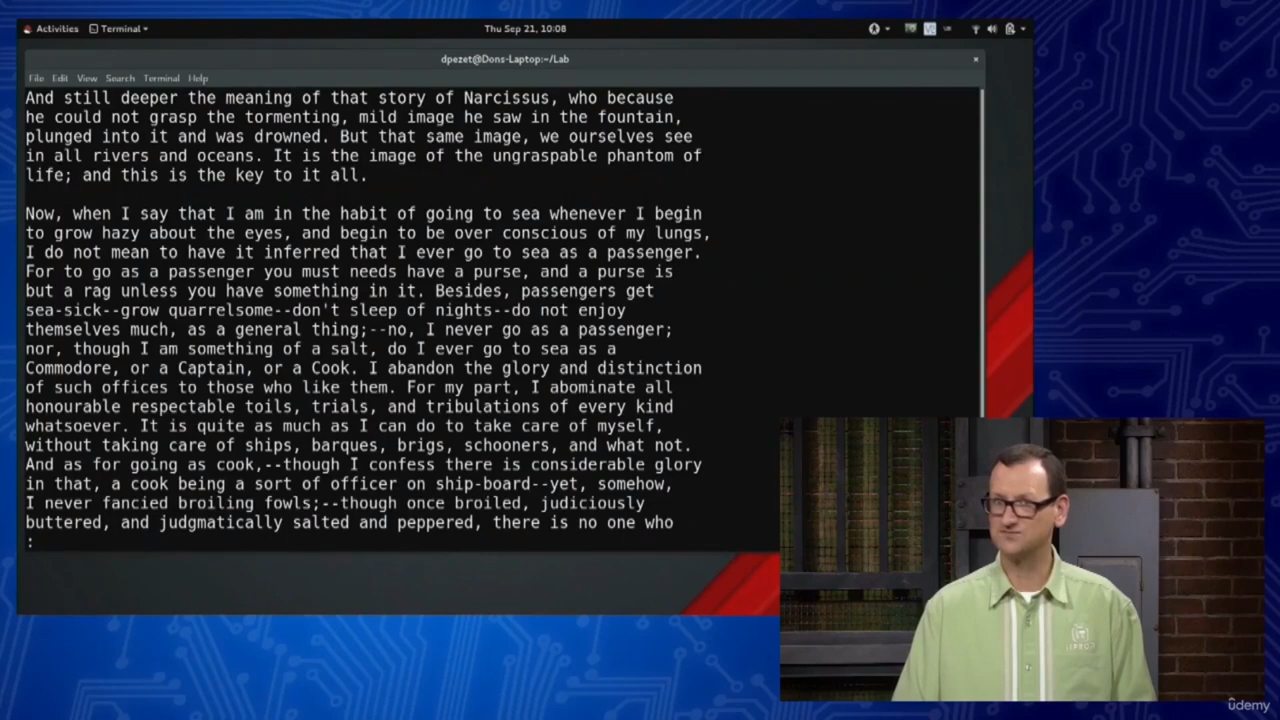 Activities Terminal Thu Sep 21, 10:08
dpezet@Dons-Laptop:~/Lab ×
File Edit View Search Terminal Help
And still deeper the meaning of that story of Narcissus, who because
he could not grasp the tormenting, mild image he saw in the fountain,
plunged into it and was drowned. But that same image, we ourselves see
in all rivers and oceans. It is the image of the ungraspable phantom of
life; and this is the key to it all.

Now, when I say that I am in the habit of going to sea whenever I begin
to grow hazy about the eyes, and begin to be over conscious of my lungs,
I do not mean to have it inferred that I ever go to sea as a passenger.
For to go as a passenger you must needs have a purse, and a purse is
but a rag unless you have something in it. Besides, passengers get
sea-sick--grow quarrelsome--don't sleep of nights--do not enjoy
themselves much, as a general thing;--no, I never go as a passenger;
nor, though I am something of a salt, do I ever go to sea as a
Commodore, or a Captain, or a Cook. I abandon the glory and distinction
of such offices to those who like them. For my part, I abominate all
honourable respectable toils, trials, and tribulations of every kind
whatsoever. It is quite as much as I can do to take care of myself,
without taking care of ships, barques, brigs, schooners, and what not.
And as for going as cook,--though I confess there is considerable glory
in that, a cook being a sort of officer on ship-board--yet, somehow,
I never fancied broiling fowls;--though once broiled, judiciously
buttered, and judgmatically salted and peppered, there is no one who
:
ITPROTV
udemy